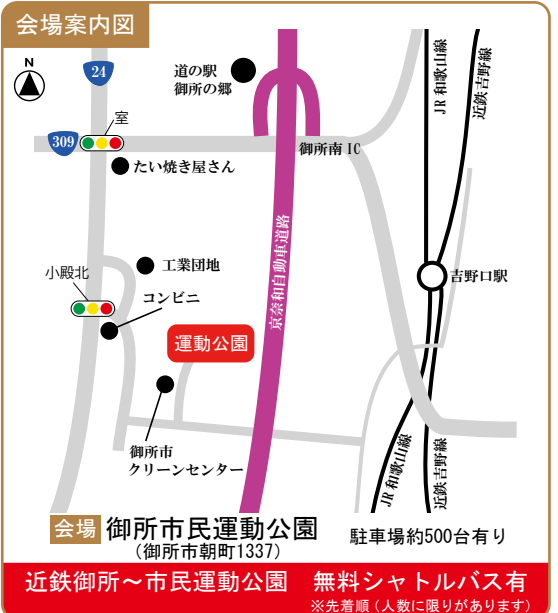 会場案内図
N
24
道の駅
御所の郷
JR和歌山線
近鉄吉野線
室
309
たい焼き屋さん
御所南IC
京奈和自動車道路
工業団地
小殿北
コンビニ
吉野口駅
運動公園
御所市
クリーンセンター
JR和歌山線
近鉄吉野線
会場 御所市民運動公園
(御所市朝町1337)
駐車場約500台有り
近鉄御所～市民運動公園 無料シャトルバス有
※先着順(人数に限りがあります)